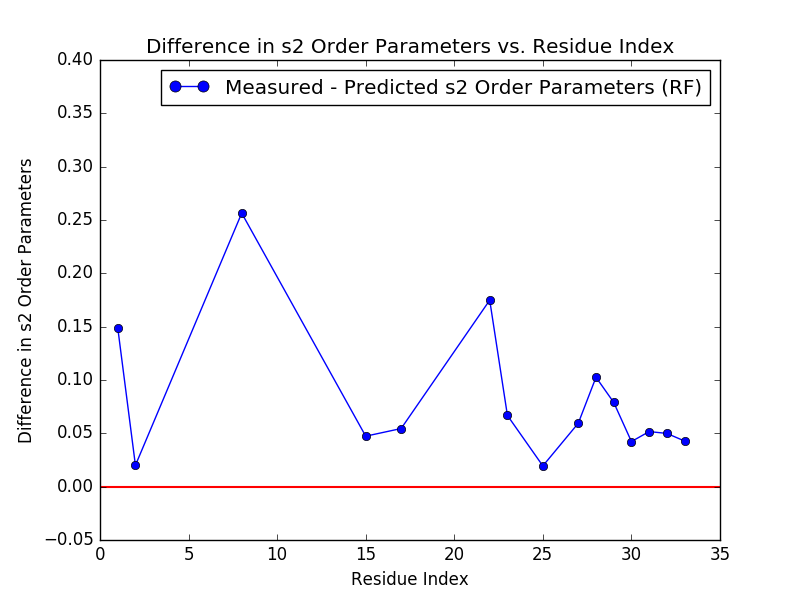 Difference in s2 Order Parameters vs. Residue Index
Measured - Predicted s2 Order Parameters (RF)
Difference in s2 Order Parameters
0.40
0.35
0.30
0.25
0.20
0.15
0.10
0.05
0.00
−0.05
0 5 10 15 20 25 30 35
Residue Index